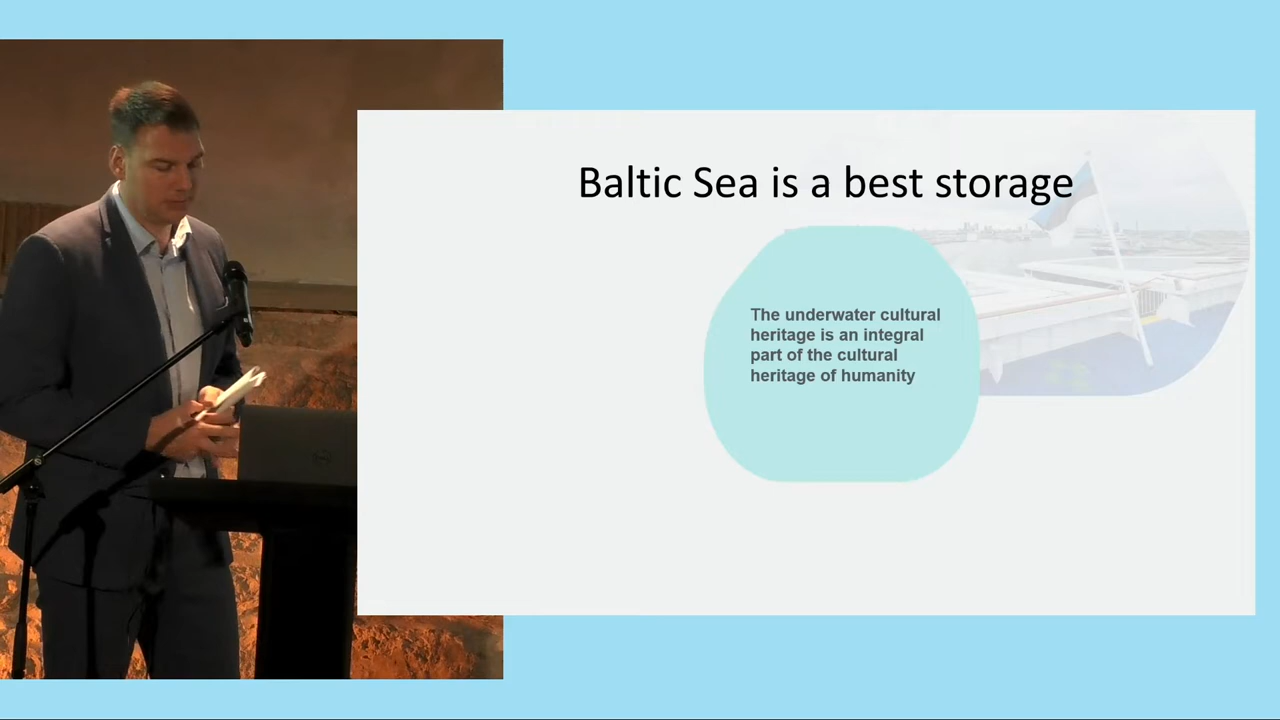 Baltic Sea is a best storage
The underwater cultural
heritage is an integral
part of the cultural
heritage of humanity